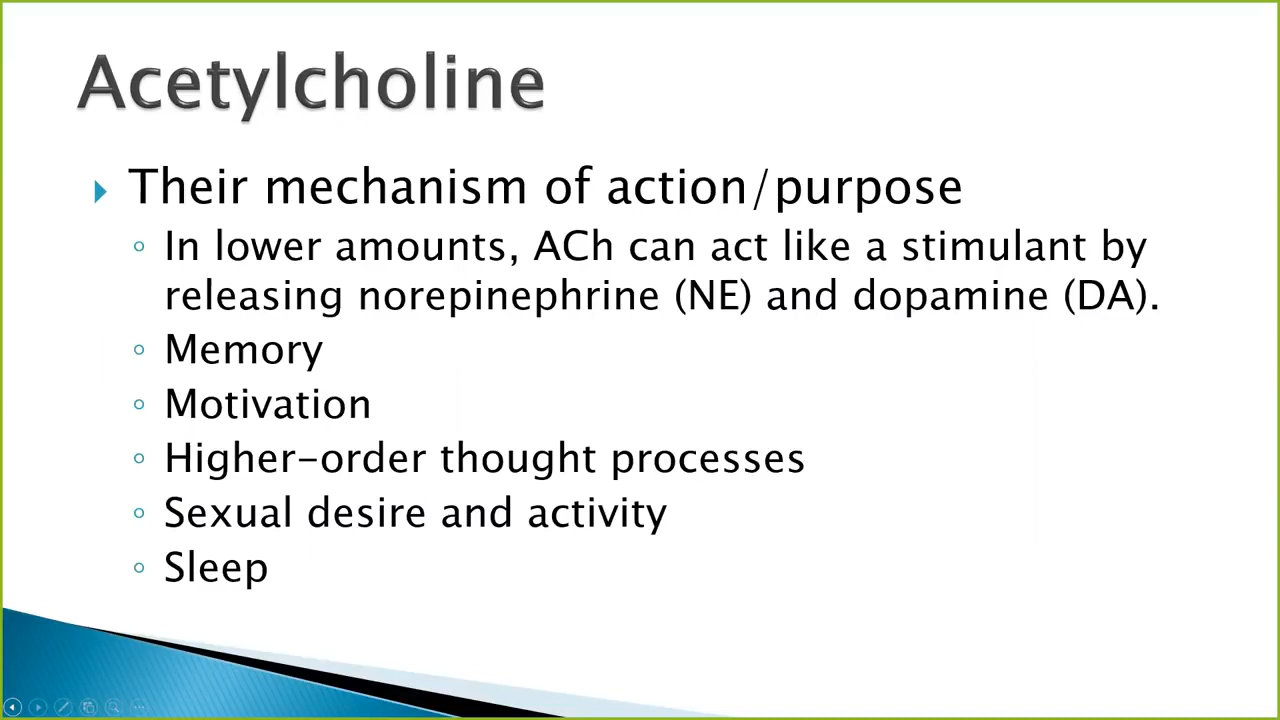 Acetylcholine
Their mechanism of action/purpose
In lower amounts, ACh can act like a stimulant by
releasing norepinephrine (NE) and dopamine (DA).
Memory
Motivation
Higher-order thought processes
Sexual desire and activity
Sleep